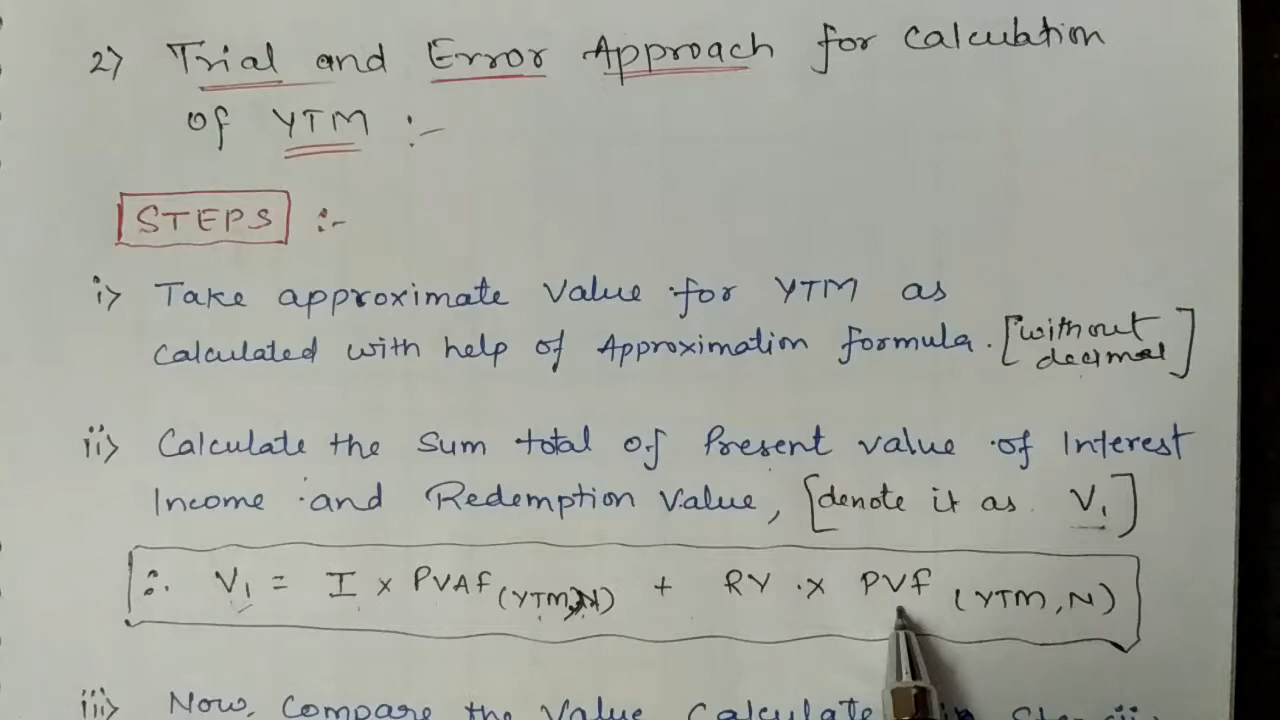 2) Trial and Error Approach for Calculation
of YTM :-
STEPS :-
i) Take approximate value for YTM as
calculated with help of Approximation formula. [without
decimal]
ii) Calculate the sum total of Present value of Interest
Income and Redemption value, [denote it as V₁]
∴ V₁ = I x PVAf (YTM,N) + RV x PVf (YTM,N)
iii) Now, Compare the Value Calculate in